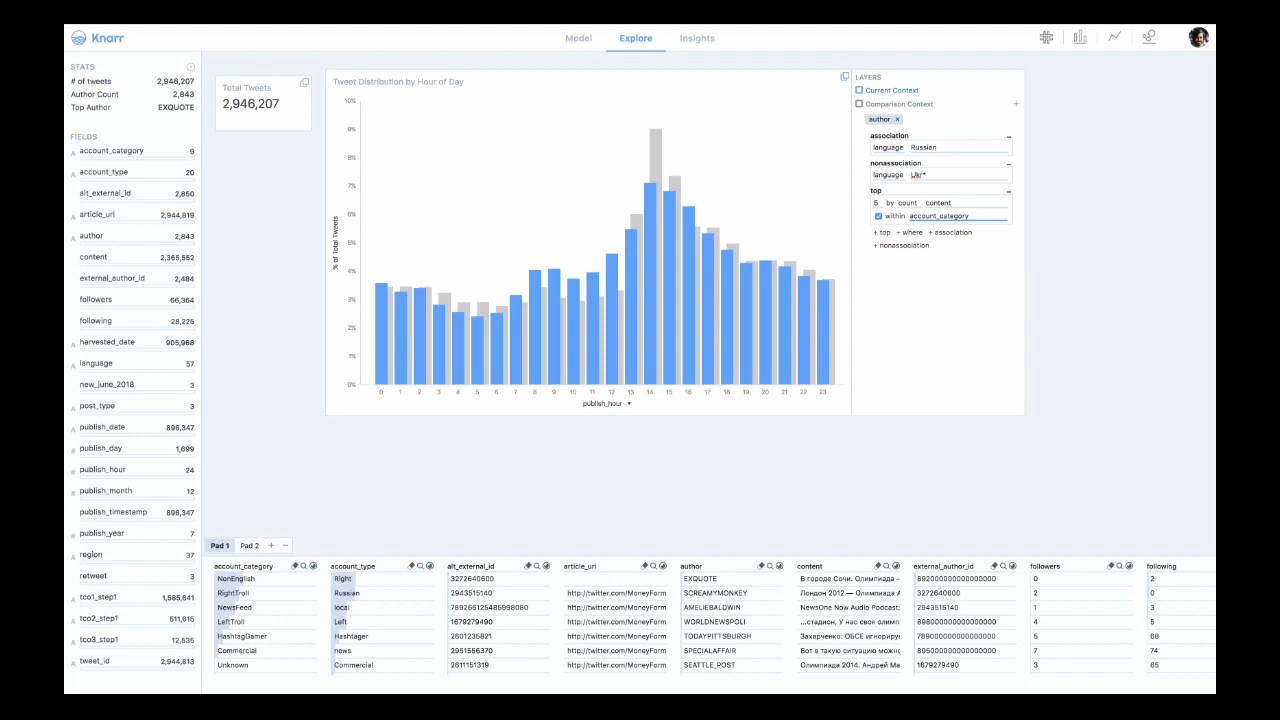 Knarr
Model Explore Insights
STATS
# of tweets 2,946,207
Author Count 2,843
Top Author EXQUOTE
FIELDS
A account_category 9
A account_type 20
alt_external_id 2,850
A article_url 2,944,819
A author 2,843
content 2,365,552
external_author_id 2,484
followers 66,364
following 28,225
A harvested_date 905,968
A language 57
new_june_2018 3
A post_type 3
A publish_date 896,347
# publish_day 1,699
# publish_hour 24
# publish_month 12
publish_timestamp 896,347
# publish_year 7
A region 37
retweet 3
A tco1_step1 1,585,641
A tco2_step1 511,615
A tco3_step1 12,535
A tweet_id 2,944,813
Total Tweets
2,946,207
Tweet Distribution by Hour of Day
10%
9%
8%
7%
6%
5%
4%
3%
2%
1%
0%
% of Total Tweets
0 1 2 3 4 5 6 7 8 9 10 11 12 13 14 15 16 17 18 19 20 21 22 23
publish_hour ▼
LAYERS
Current Context
Comparison Context +
author ×
association –
language Russian
nonassociation –
language Ukr*
top –
5 by count content
within account_category
+ top + where + association
+ nonassociation
Pad 1 Pad 2 + –
account_category account_type alt_external_id article_url author content external_author_id followers following
NonEnglish Right 3272640600 EXQUOTE В городе Сочи. Олимпиада – 892000000000000000 0 2
RightTroll Russian 2943515140 http://twitter.com/MoneyForm SCREAMYMONKEY Лондон 2012 — Олимпиада А 3272640600 2 0
NewsFeed local 789266125485998080 http://twitter.com/MoneyForm AMELIEBALDWIN NewsOne Now Audio Podcast: 2943515140 1 3
LeftTroll Left 1679279490 http://twitter.com/MoneyForm WORLDNEWSPOLI ...стадион, У нас своя олимп 895000000000000000 4 5
HashtagGamer Hashtager 2601235821 http://twitter.com/MoneyForm TODAYPITTSBURGH Захарченко: ОБСЕ игнорируе 789000000000000000 5 68
Commercial news 2951556370 http://twitter.com/MoneyForm SPECIALAFFAIR Вот в такую ситуацию можно 895000000000000000 7 74
Unknown Commercial 2611151319 http://twitter.com/MoneyForm SEATTLE_POST Олимпиада 2014. Андрей Ма 1679279490 3 65